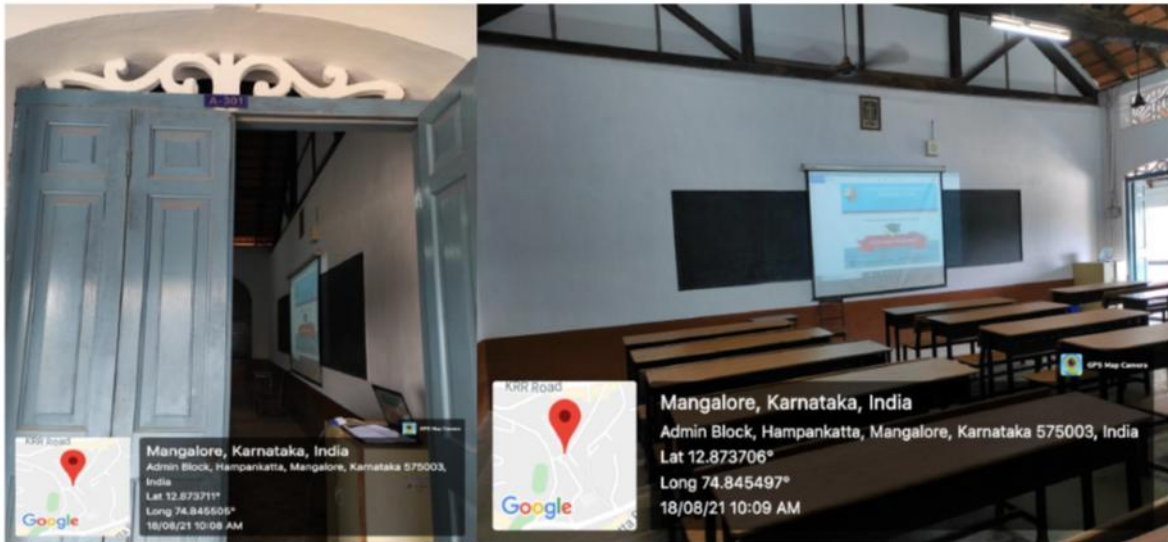 A-301
GPS Map Camera
KRR Road
Google
Mangalore, Karnataka, India
Admin Block, Hampankatta, Mangalore, Karnataka 575003,
India
Lat 12.873711°
Long 74.845505°
18/08/21 10:08 AM
GPS Map Camera
KRR Road
Google
Mangalore, Karnataka, India
Admin Block, Hampankatta, Mangalore, Karnataka 575003, India
Lat 12.873706°
Long 74.845497°
18/08/21 10:09 AM